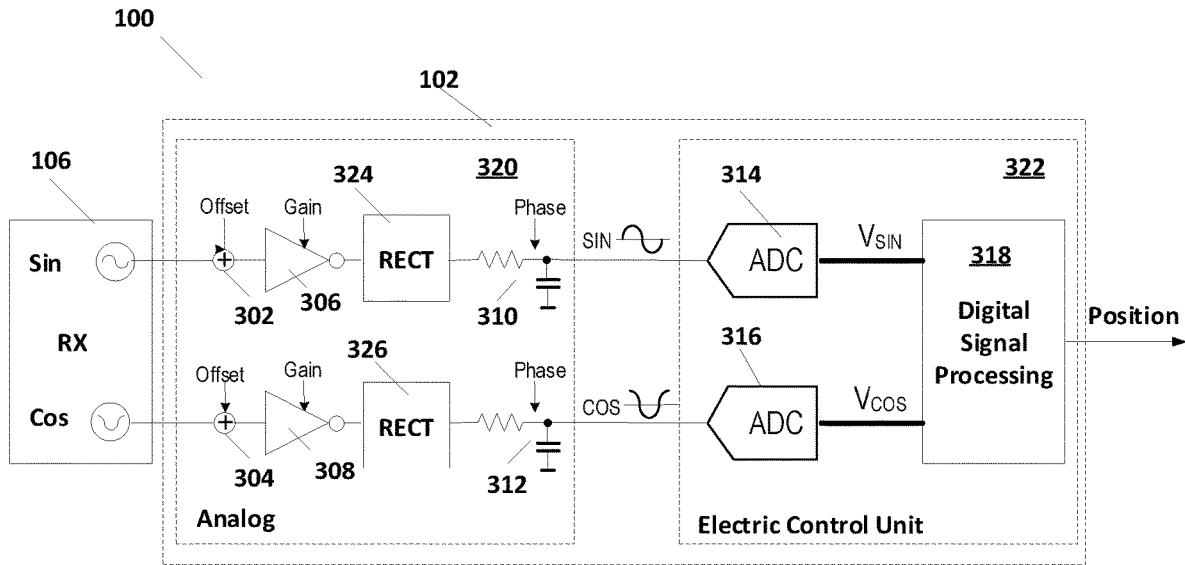 100
102
106
324
320
314
322
Offset
Gain
Phase
SIN
V_SIN
Sin
RECT
ADC
318
302
306
310
Digital
Signal
Processing
Position
RX
326
316
Offset
Gain
Phase
COS
V_COS
Cos
RECT
ADC
304
308
312
Analog
Electric Control Unit